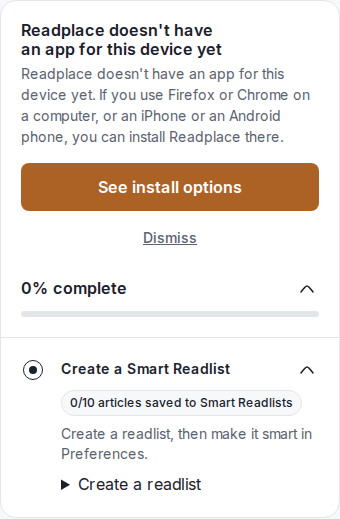 Readplace doesn't have
an app for this device yet
Readplace doesn't have an app for this
device yet. If you use Firefox or Chrome on
a computer, or an iPhone or an Android
phone, you can install Readplace there.
See install options
Dismiss
0% complete
Create a Smart Readlist
0/10 articles saved to Smart Readlists
Create a readlist, then make it smart in
Preferences.
Create a readlist